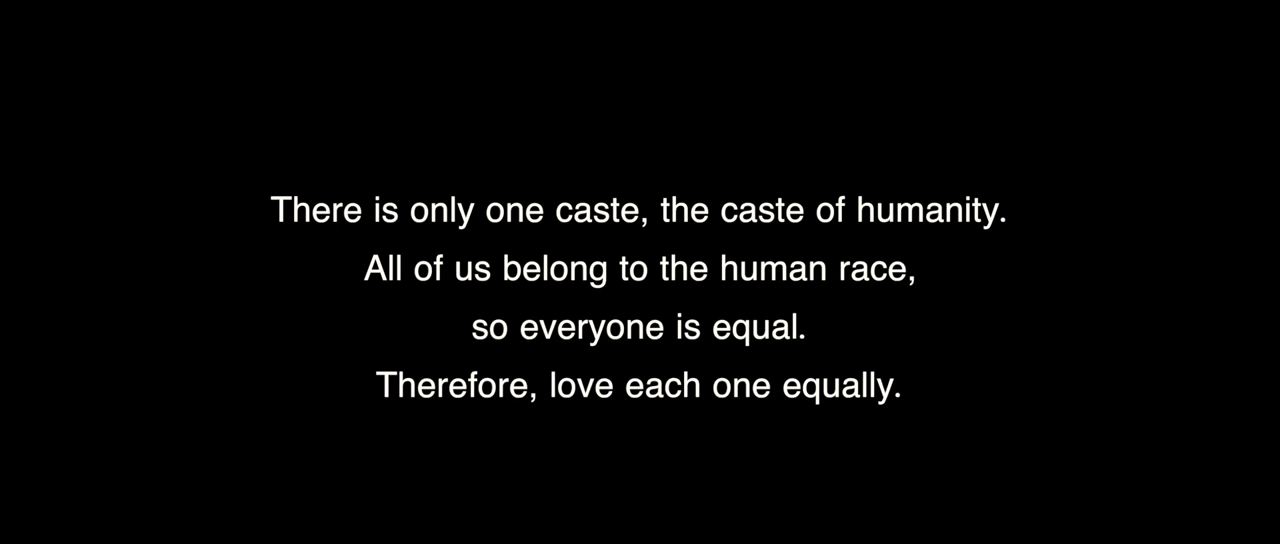 There is only one caste, the caste of humanity.
All of us belong to the human race,
so everyone is equal.
Therefore, love each one equally.